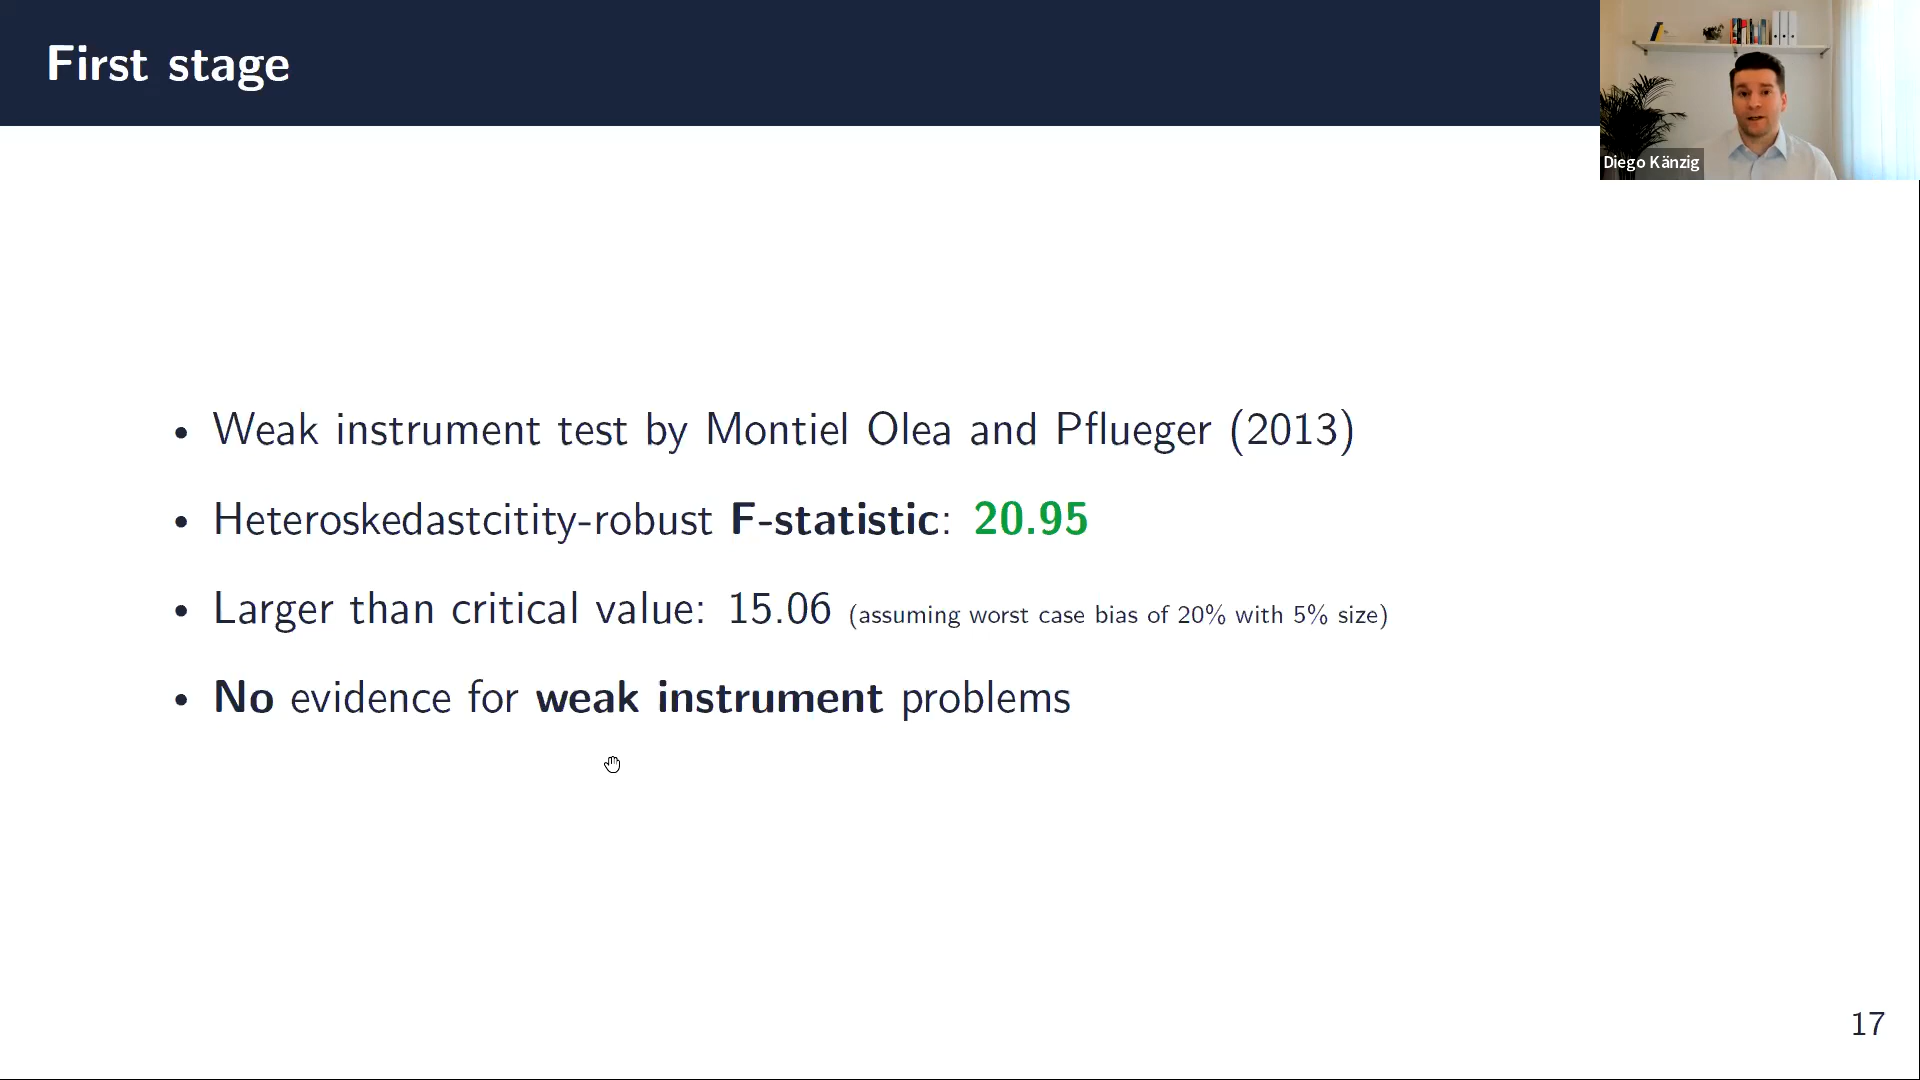 First stage
Diego Känzig
• Weak instrument test by Montiel Olea and Pflueger (2013)
• Heteroskedastcitity-robust F-statistic: 20.95
• Larger than critical value: 15.06 (assuming worst case bias of 20% with 5% size)
• No evidence for weak instrument problems
17